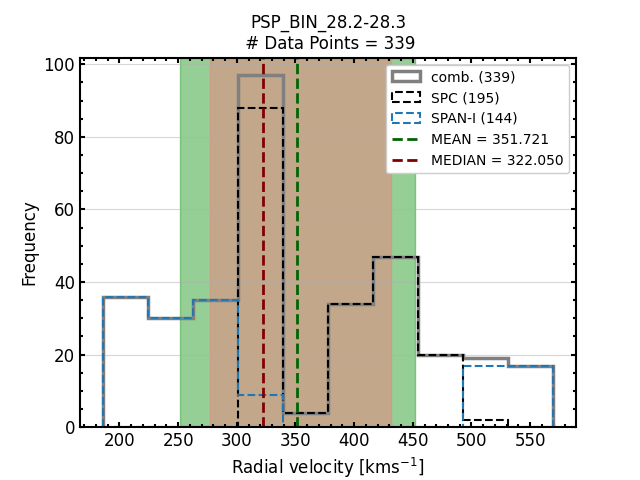 PSP_BIN_28.2-28.3
# Data Points = 339
100
80
60
40
20
0
Frequency
comb. (339)
SPC (195)
SPAN-I (144)
MEAN = 351.721
MEDIAN = 322.050
200 250 300 350 400 450 500 550
Radial velocity [kms⁻¹]